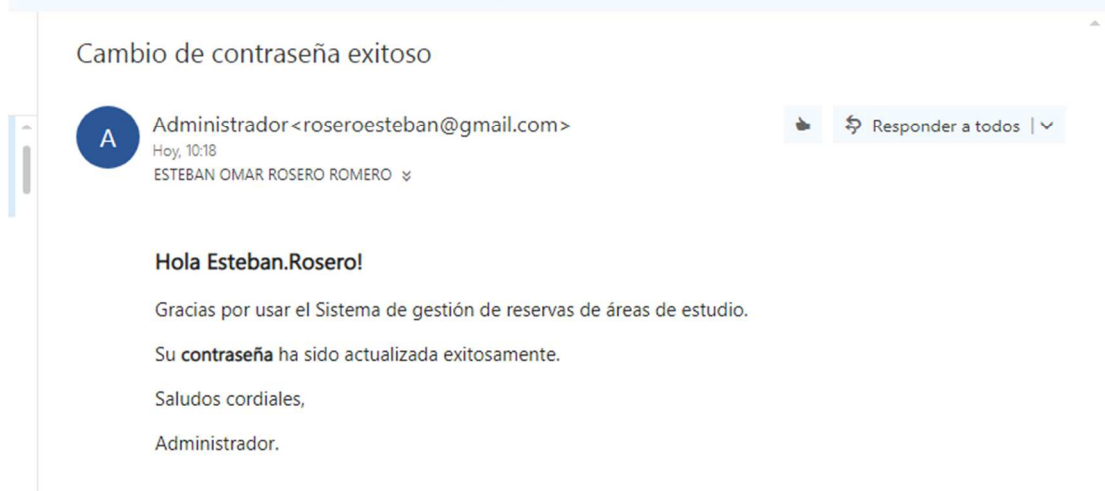 Cambio de contraseña exitoso
A
Administrador<roseroesteban@gmail.com>
Responder a todos
Hoy, 10:18
ESTEBAN OMAR ROSERO ROMERO
Hola Esteban.Rosero!
Gracias por usar el Sistema de gestión de reservas de áreas de estudio.
Su contraseña ha sido actualizada exitosamente.
Saludos cordiales,
Administrador.